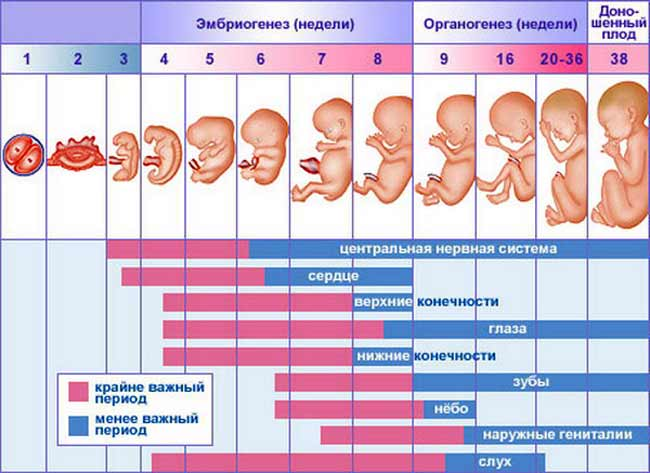 Эмбриогенез (недели)
Органогенез (недели)
Доно-
шенный
плод
1 2 3 4 5 6 7 8 9 16 20-36 38
центральная нервная система
сердце
верхние конечности
глаза
нижние конечности
зубы
нёбо
наружные гениталии
слух
крайне важный
период
менее важный
период